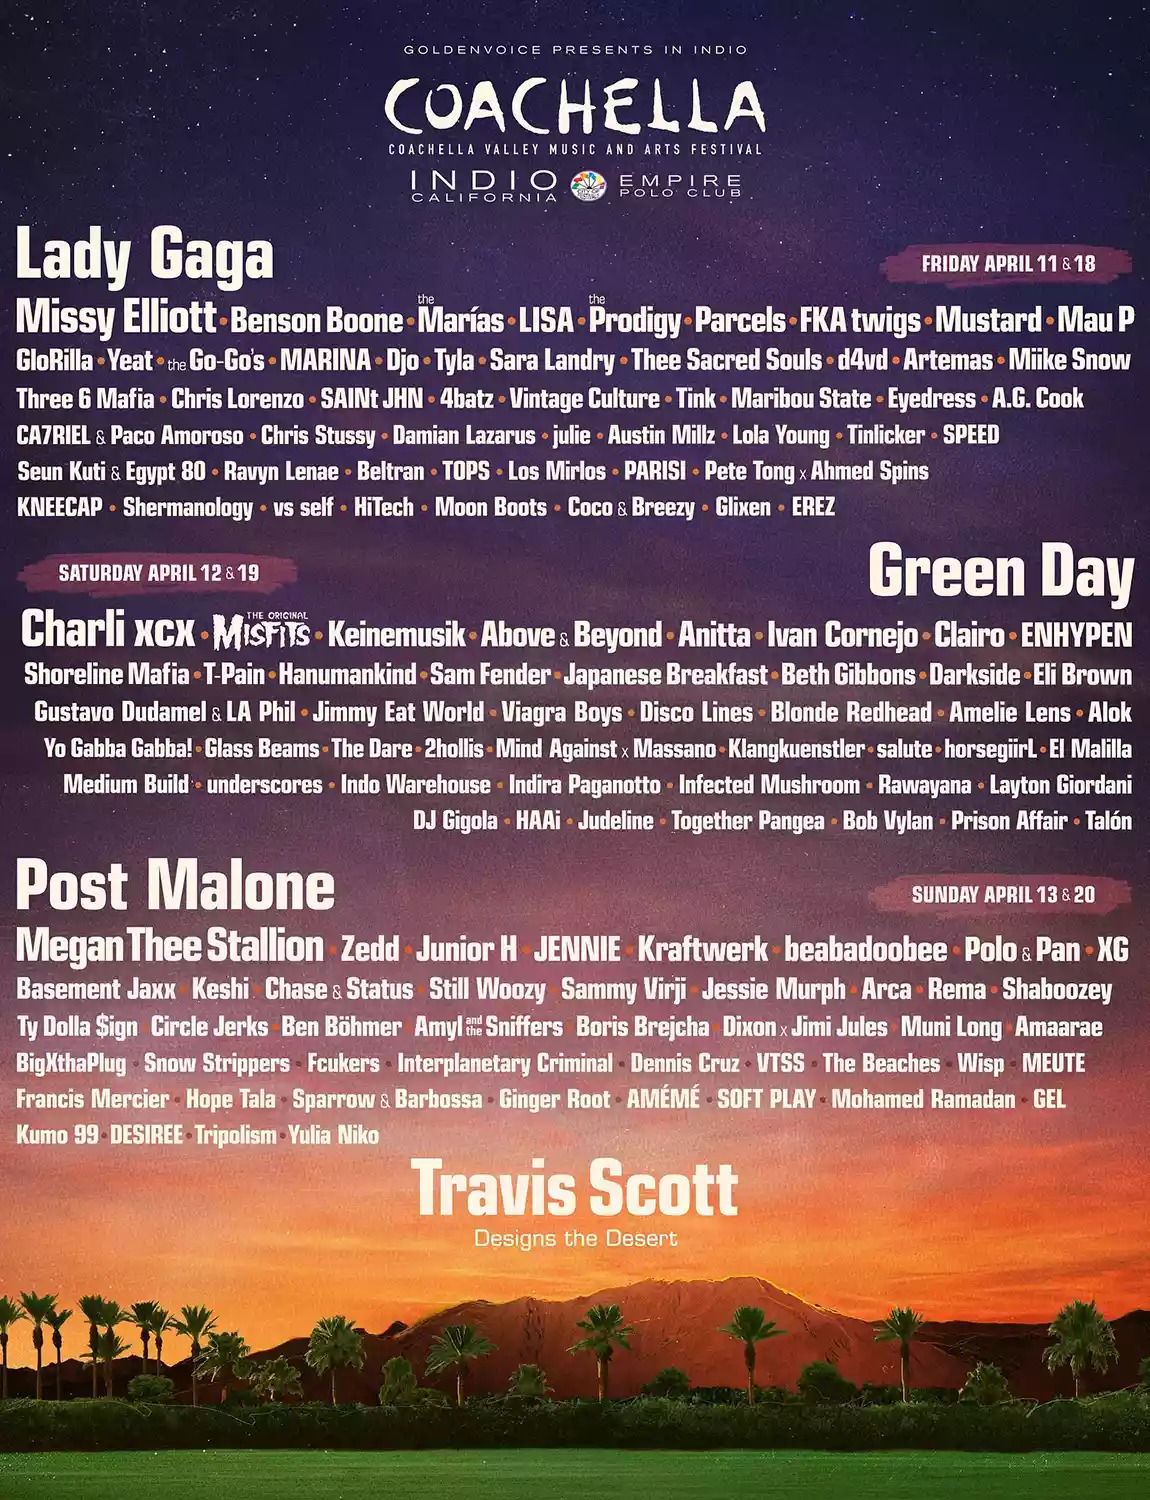 GOLDENVOICE PRESENTS IN INDIO
COACHELLA
COACHELLA VALLEY MUSIC AND ARTS FESTIVAL
INDIO CALIFORNIA EMPIRE POLO CLUB
Lady Gaga
FRIDAY APRIL 11 & 18
Missy Elliott • Benson Boone • the Marías • LISA • the Prodigy • Parcels • FKA twigs • Mustard • Mau P
GloRilla • Yeat • the Go-Go's • MARINA • Djo • Tyla • Sara Landry • Thee Sacred Souls • d4vd • Artemas • Miike Snow
Three 6 Mafia • Chris Lorenzo • SAINt JHN • 4batz • Vintage Culture • Tink • Maribou State • Eyedress • A.G. Cook
CA7RIEL & Paco Amoroso • Chris Stussy • Damian Lazarus • julie • Austin Millz • Lola Young • Tinlicker • SPEED
Seun Kuti & Egypt 80 • Ravyn Lenae • Beltran • TOPS • Los Mirlos • PARISI • Pete Tong x Ahmed Spins
KNEECAP • Shermanology • vs self • HiTech • Moon Boots • Coco & Breezy • Glixen • EREZ
SATURDAY APRIL 12 & 19
Green Day
Charli xcx • THE ORIGINAL MISFITS • Keinemusik • Above & Beyond • Anitta • Ivan Cornejo • Clairo • ENHYPEN
Shoreline Mafia • T-Pain • Hanumankind • Sam Fender • Japanese Breakfast • Beth Gibbons • Darkside • Eli Brown
Gustavo Dudamel & LA Phil • Jimmy Eat World • Viagra Boys • Disco Lines • Blonde Redhead • Amelie Lens • Alok
Yo Gabba Gabba! • Glass Beams • The Dare • 2hollis • Mind Against x Massano • Klangkuenstler • salute • horsegiirL • El Malilla
Medium Build • underscores • Indo Warehouse • Indira Paganotto • Infected Mushroom • Rawayana • Layton Giordani
DJ Gigola • HAAi • Judeline • Together Pangea • Bob Vylan • Prison Affair • Talón
Post Malone
SUNDAY APRIL 13 & 20
Megan Thee Stallion • Zedd • Junior H • JENNIE • Kraftwerk • beabadoobee • Polo & Pan • XG
Basement Jaxx • Keshi • Chase & Status • Still Woozy • Sammy Virji • Jessie Murph • Arca • Rema • Shaboozey
Ty Dolla $ign • Circle Jerks • Ben Böhmer • Amyl and the Sniffers • Boris Brejcha • Dixon x Jimi Jules • Muni Long • Amaarae
BigXthaPlug • Snow Strippers • Fcukers • Interplanetary Criminal • Dennis Cruz • VTSS • The Beaches • Wisp • MEUTE
Francis Mercier • Hope Tala • Sparrow & Barbossa • Ginger Root • AMÉMÉ • SOFT PLAY • Mohamed Ramadan • GEL
Kumo 99 • DESIREE • Tripolism • Yulia Niko
Travis Scott
Designs the Desert